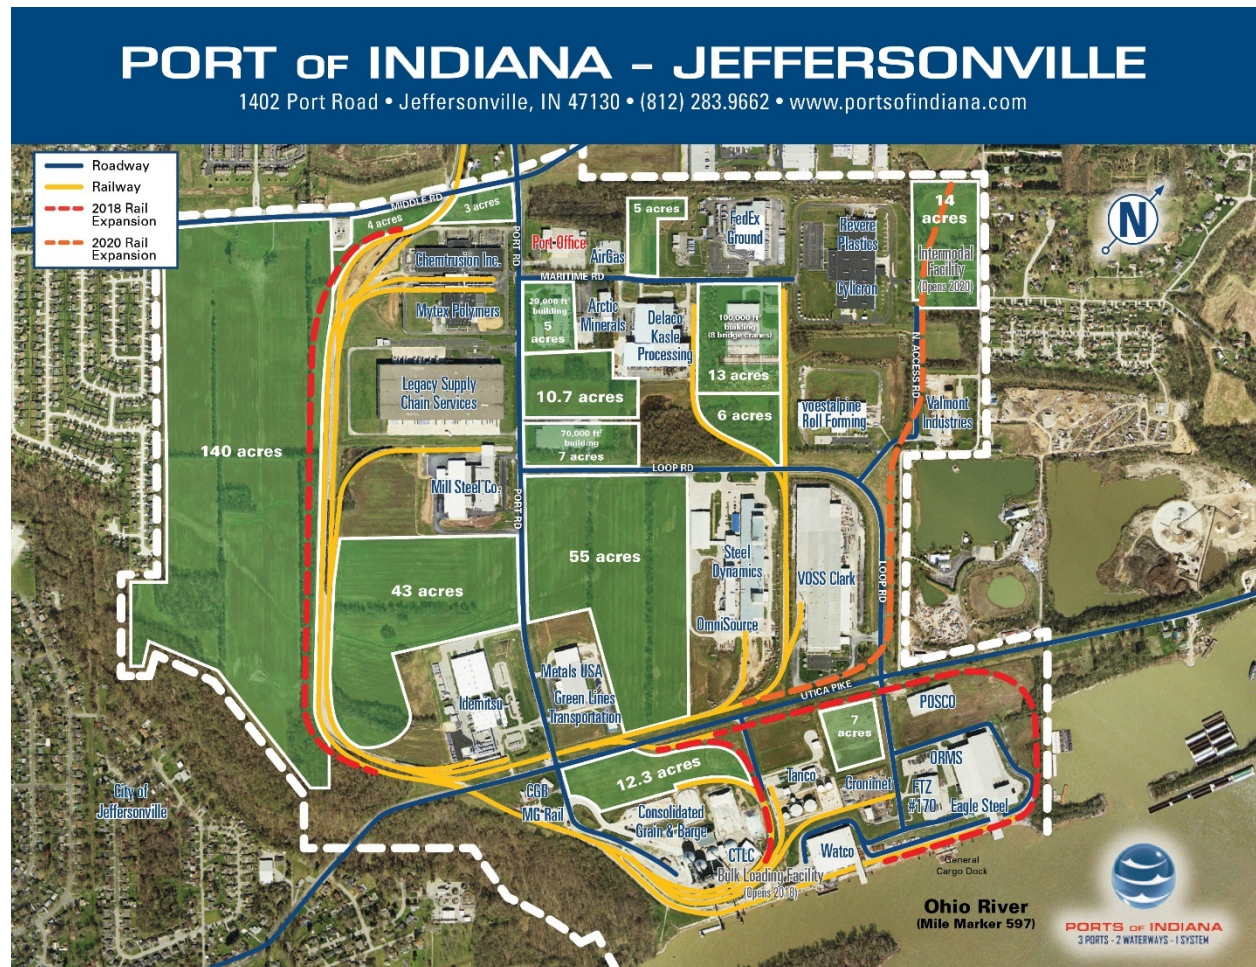 PORT OF INDIANA – JEFFERSONVILLE
1402 Port Road • Jeffersonville, IN 47130 • (812) 283.9662 • www.portsofindiana.com
Roadway
Railway
2018 Rail
Expansion
2020 Rail
Expansion
MIDDLE RD
4 acres
3 acres
PORT RD
Port Office
AirGas
5 acres
FedEx
Ground
Revere
Plastics
Cylicron
14
acres
Intermodal
Facility
(Opens 2020)
N
Chemtrusion Inc.
MARITIME RD
Mytex Polymers
20,000 ft²
building
5
acres
Arctic
Minerals
Delaco
Kasle
Processing
100,000 ft²
building
(8 bridge cranes)
13 acres
N. ACCESS RD
Legacy Supply
Chain Services
10.7 acres
6 acres
voestalpine
Roll Forming
Valmont
Industries
70,000 ft²
building
7 acres
LOOP RD
140 acres
Mill Steel Co.
PORT RD
55 acres
Steel
Dynamics
VOSS Clark
LOOP RD
43 acres
OmniSource
Metals USA
Green Lines
Transportation
Idemitsu
UTICA PIKE
POSCO
7
acres
12.3 acres
Tanco
Croninet
ORMS
FTZ
#170
Eagle Steel
City of
Jeffersonville
CGB
MG Rail
Consolidated
Grain & Barge
CTLC
Bulk Loading Facility
(Opens 2018)
Watco
General
Cargo Dock
Ohio River
(Mile Marker 597)
PORTS OF INDIANA
3 PORTS - 2 WATERWAYS - 1 SYSTEM